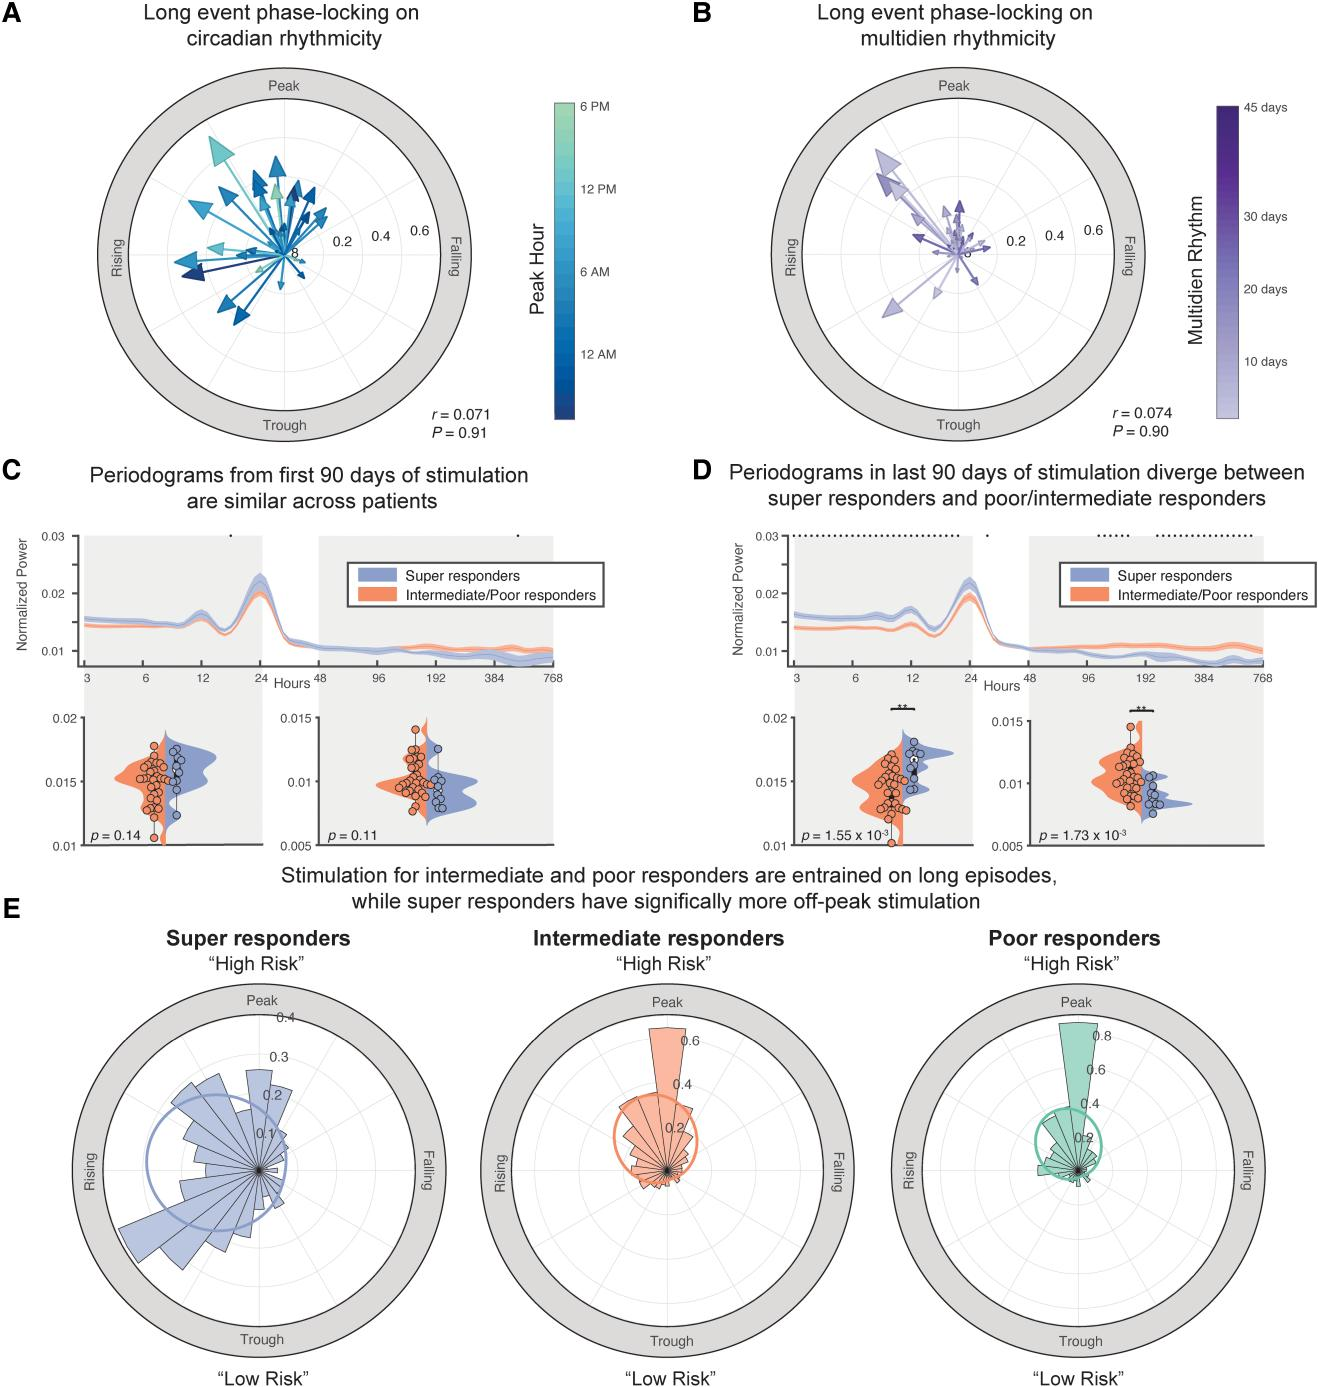 A
Long event phase-locking on
circadian rhythmicity
Peak
Rising
Falling
Trough
0.2
0.4
0.6
8
r = 0.071
P = 0.91
Peak Hour
6 PM
12 PM
6 AM
12 AM
B
Long event phase-locking on
multidien rhythmicity
Peak
Rising
Falling
Trough
0.2
0.4
0.6
r = 0.074
P = 0.90
Multidien Rhythm
45 days
30 days
20 days
10 days
C
Periodograms from first 90 days of stimulation
are similar across patients
Normalized Power
0.03
0.02
0.01
Super responders
Intermediate/Poor responders
3 6 12 24 48 96 192 384 768
Hours
0.02
0.015
0.01
p = 0.14
0.015
0.010
0.005
p = 0.11
D
Periodograms in last 90 days of stimulation diverge between
super responders and poor/intermediate responders
Normalized Power
0.03
0.02
0.01
Super responders
Intermediate/Poor responders
3 6 12 24 48 96 192 384 768
Hours
0.02
0.015
0.01
**
p = 1.55 x 10-3
0.015
0.010
0.005
**
p = 1.73 x 10-3
E
Stimulation for intermediate and poor responders are entrained on long episodes,
while super responders have significally more off-peak stimulation
Super responders
“High Risk”
Peak
0.4
0.3
0.2
0.1
Rising
Falling
Trough
“Low Risk”
Intermediate responders
“High Risk”
Peak
0.6
0.4
0.2
Rising
Falling
Trough
“Low Risk”
Poor responders
“High Risk”
Peak
0.8
0.6
0.4
0.2
Rising
Falling
Trough
“Low Risk”